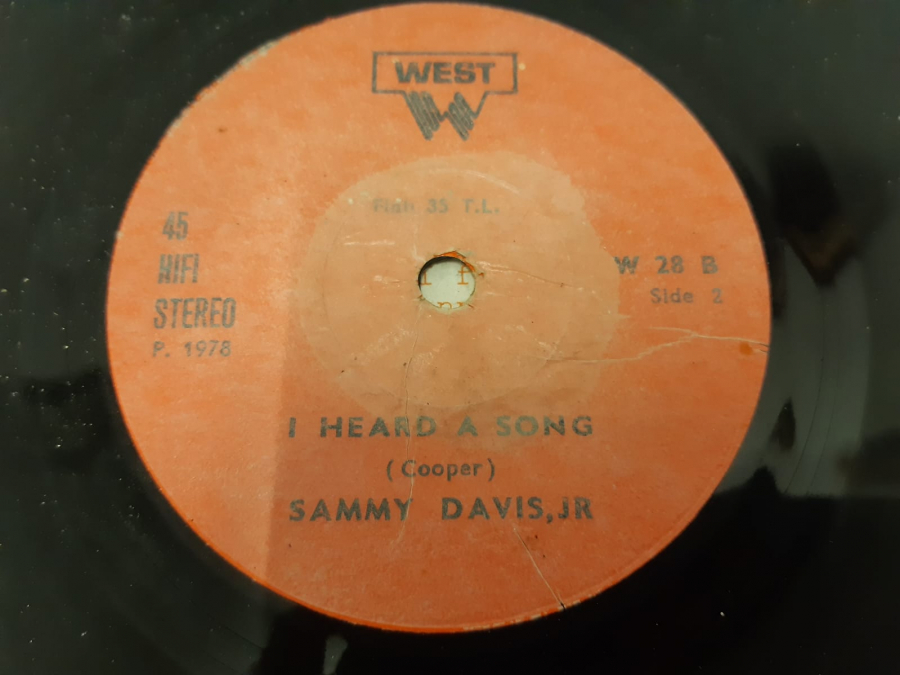 WEST
W
Fiatı 35 T.L.
45
HIFI
STEREO
P. 1978
W 28 B
Side 2
I HEARD A SONG
(Cooper)
SAMMY DAVIS,JR